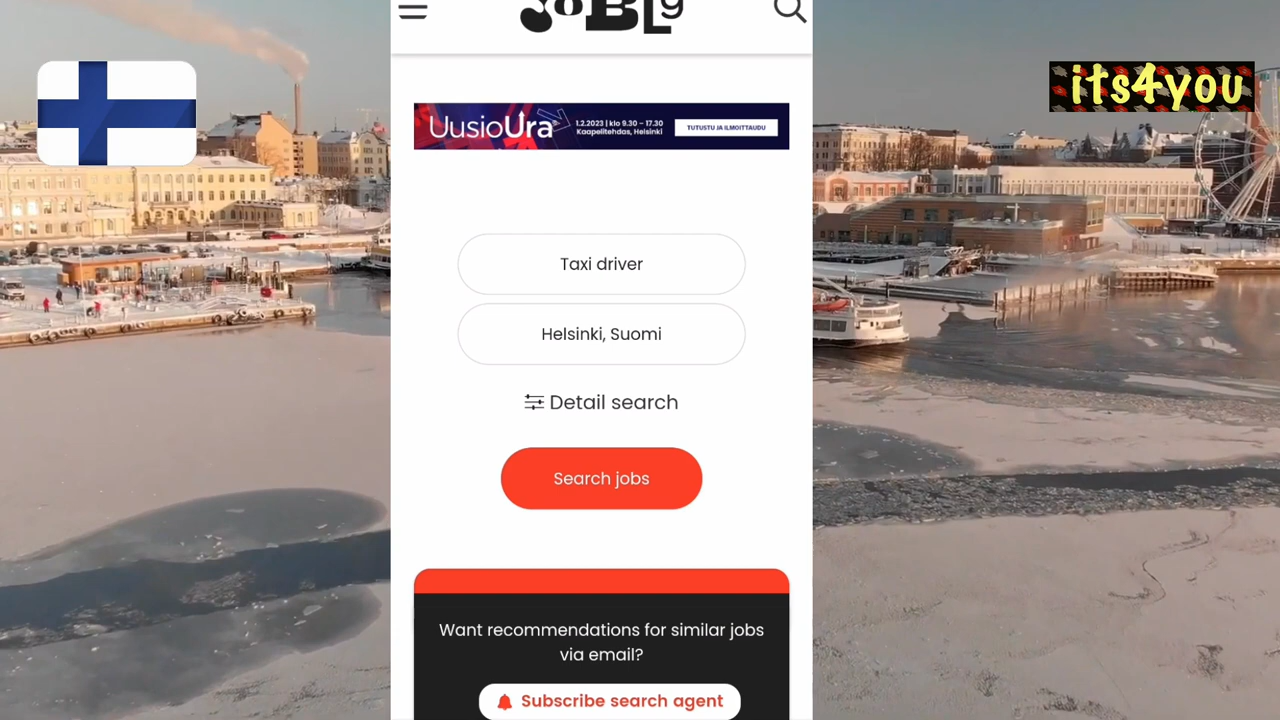 JOBLY
its4you
UusioUra
1.2.2023 | klo 9.30 – 17.30
Kaapelitehdas, Helsinki
TUTUSTU JA ILMOITTAUDU
Taxi driver
Helsinki, Suomi
Detail search
Search jobs
Want recommendations for similar jobs
via email?
Subscribe search agent